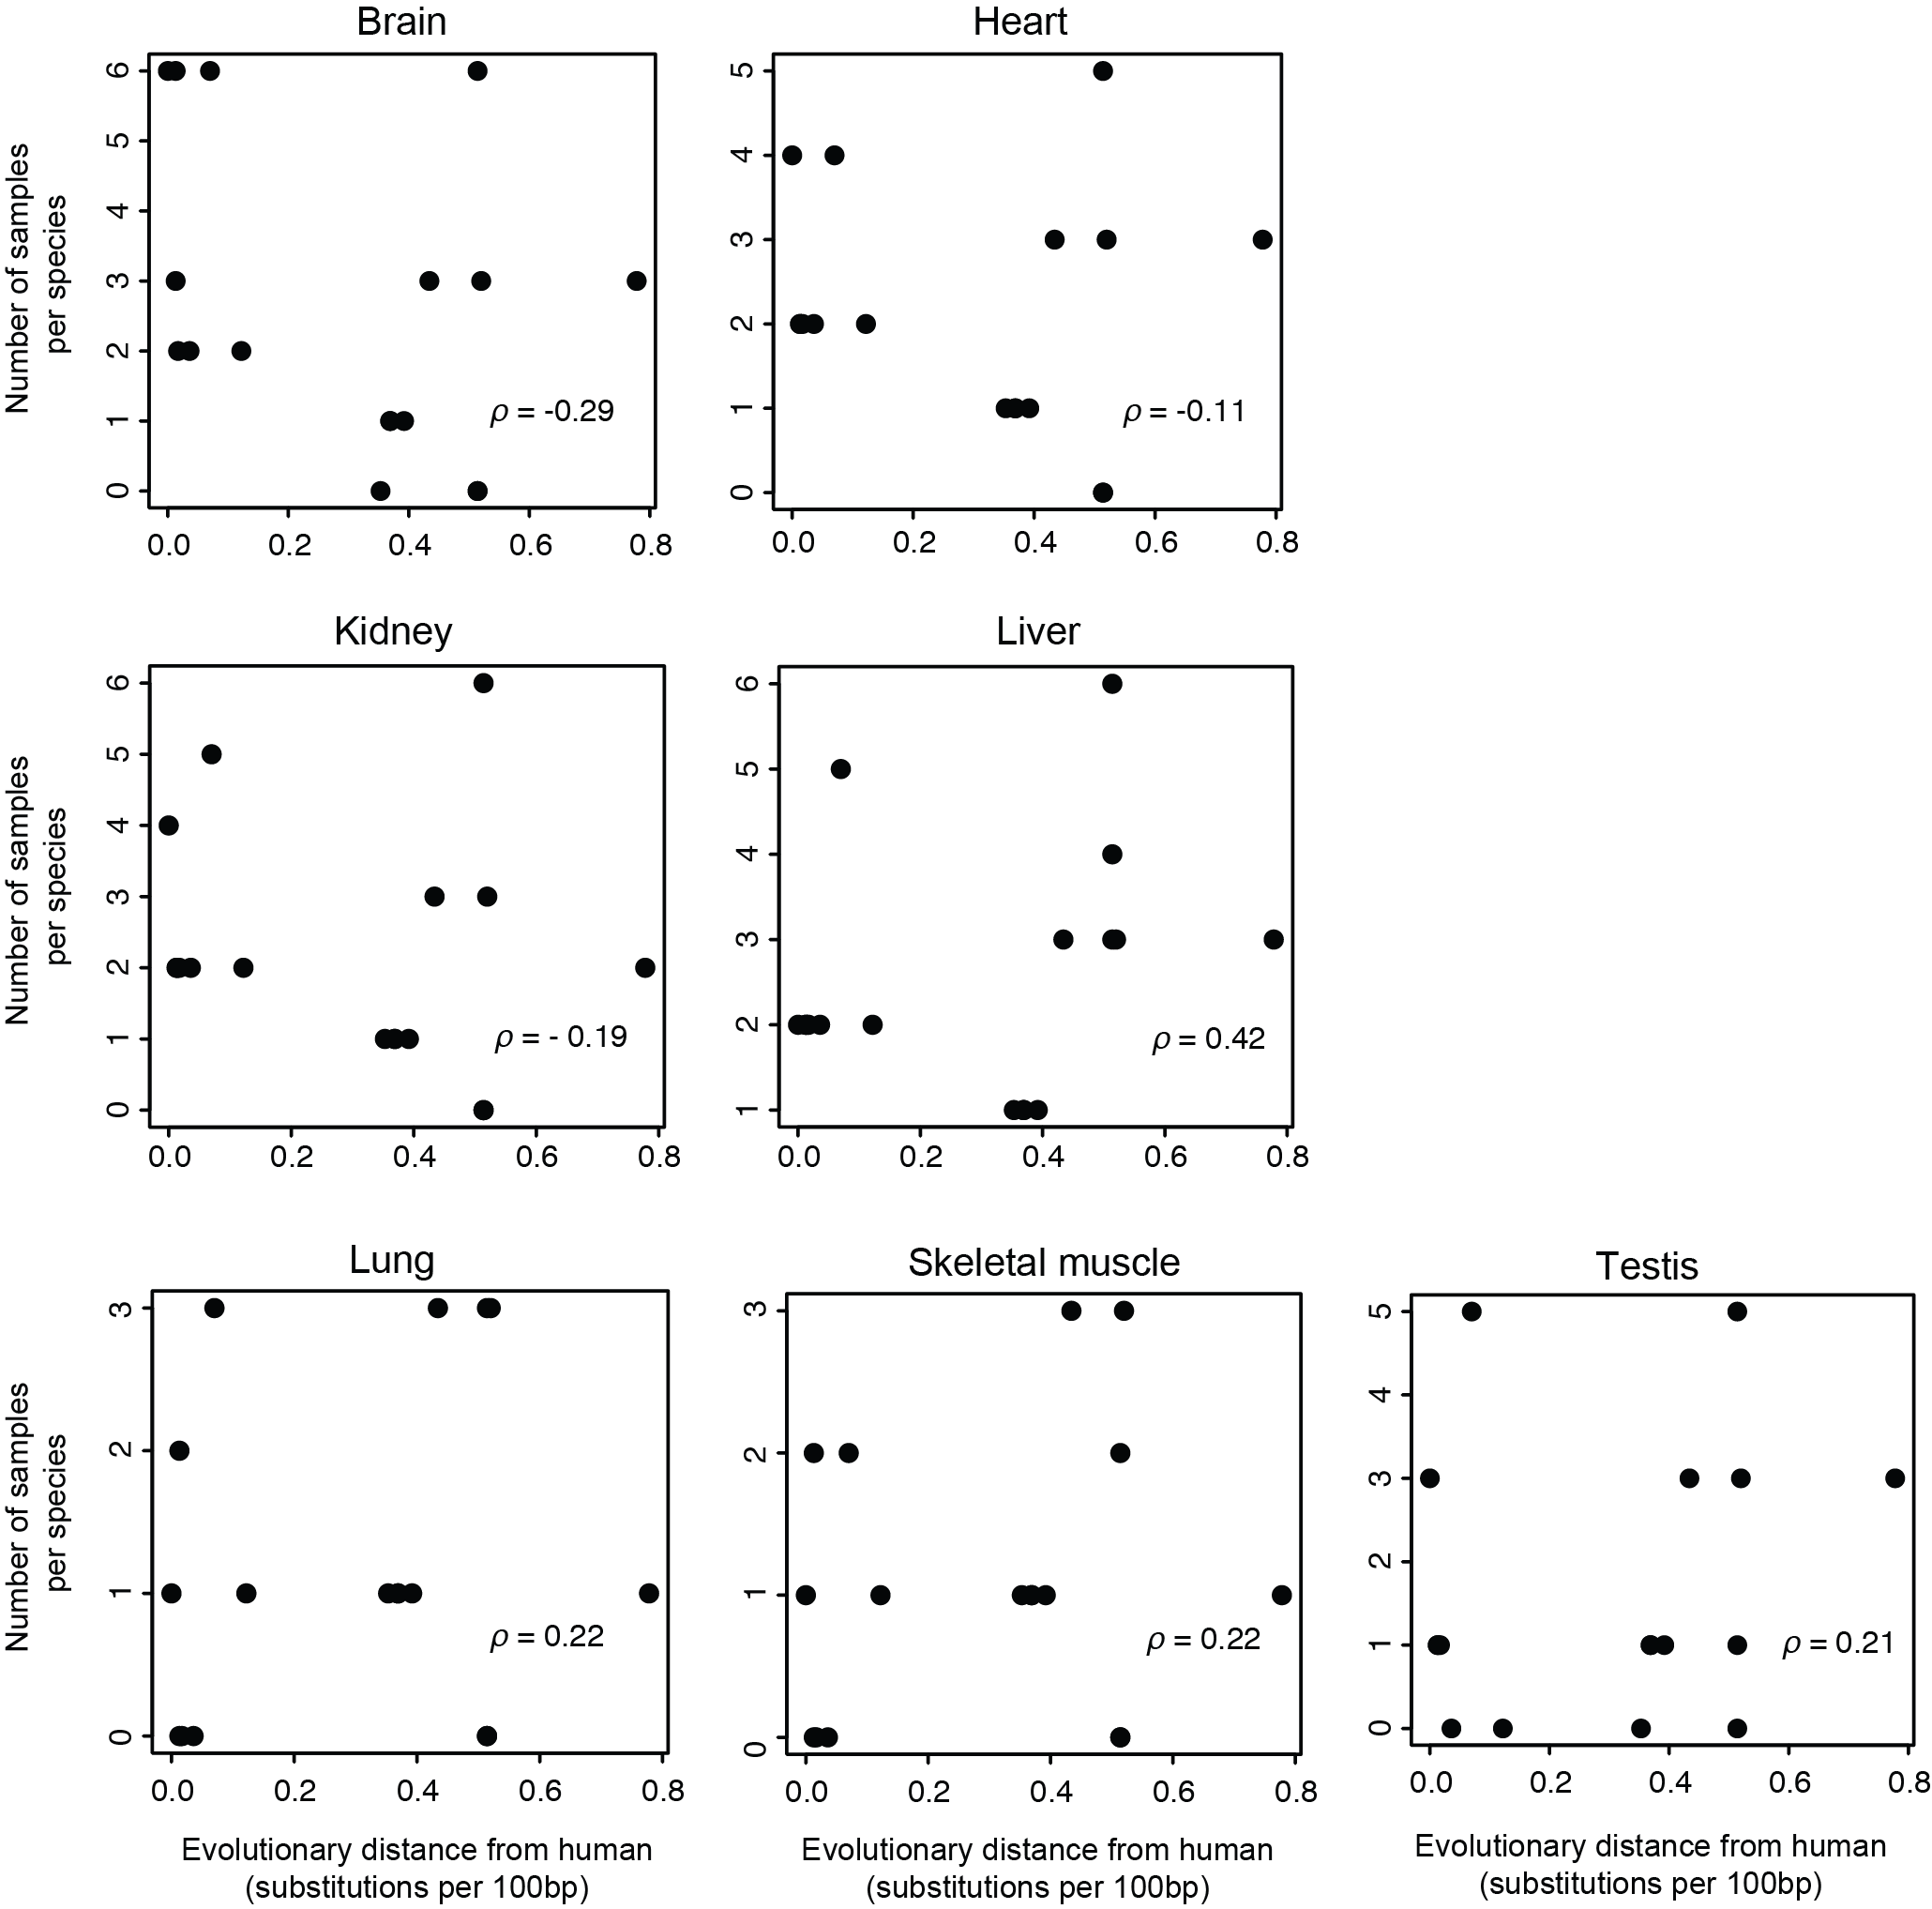 Brain
Heart
Number of samples
per species
6
5
4
3
2
1
0
ρ = -0.29
0.0 0.2 0.4 0.6 0.8
5
4
3
2
1
0
ρ = -0.11
0.0 0.2 0.4 0.6 0.8
Kidney
Liver
Number of samples
per species
6
5
4
3
2
1
0
ρ = - 0.19
0.0 0.2 0.4 0.6 0.8
6
5
4
3
2
1
ρ = 0.42
0.0 0.2 0.4 0.6 0.8
Lung
Skeletal muscle
Testis
Number of samples
per species
3
2
1
0
ρ = 0.22
0.0 0.2 0.4 0.6 0.8
Evolutionary distance from human
(substitutions per 100bp)
3
2
1
0
ρ = 0.22
0.0 0.2 0.4 0.6 0.8
Evolutionary distance from human
(substitutions per 100bp)
5
4
3
2
1
0
ρ = 0.21
0.0 0.2 0.4 0.6 0.8
Evolutionary distance from human
(substitutions per 100bp)